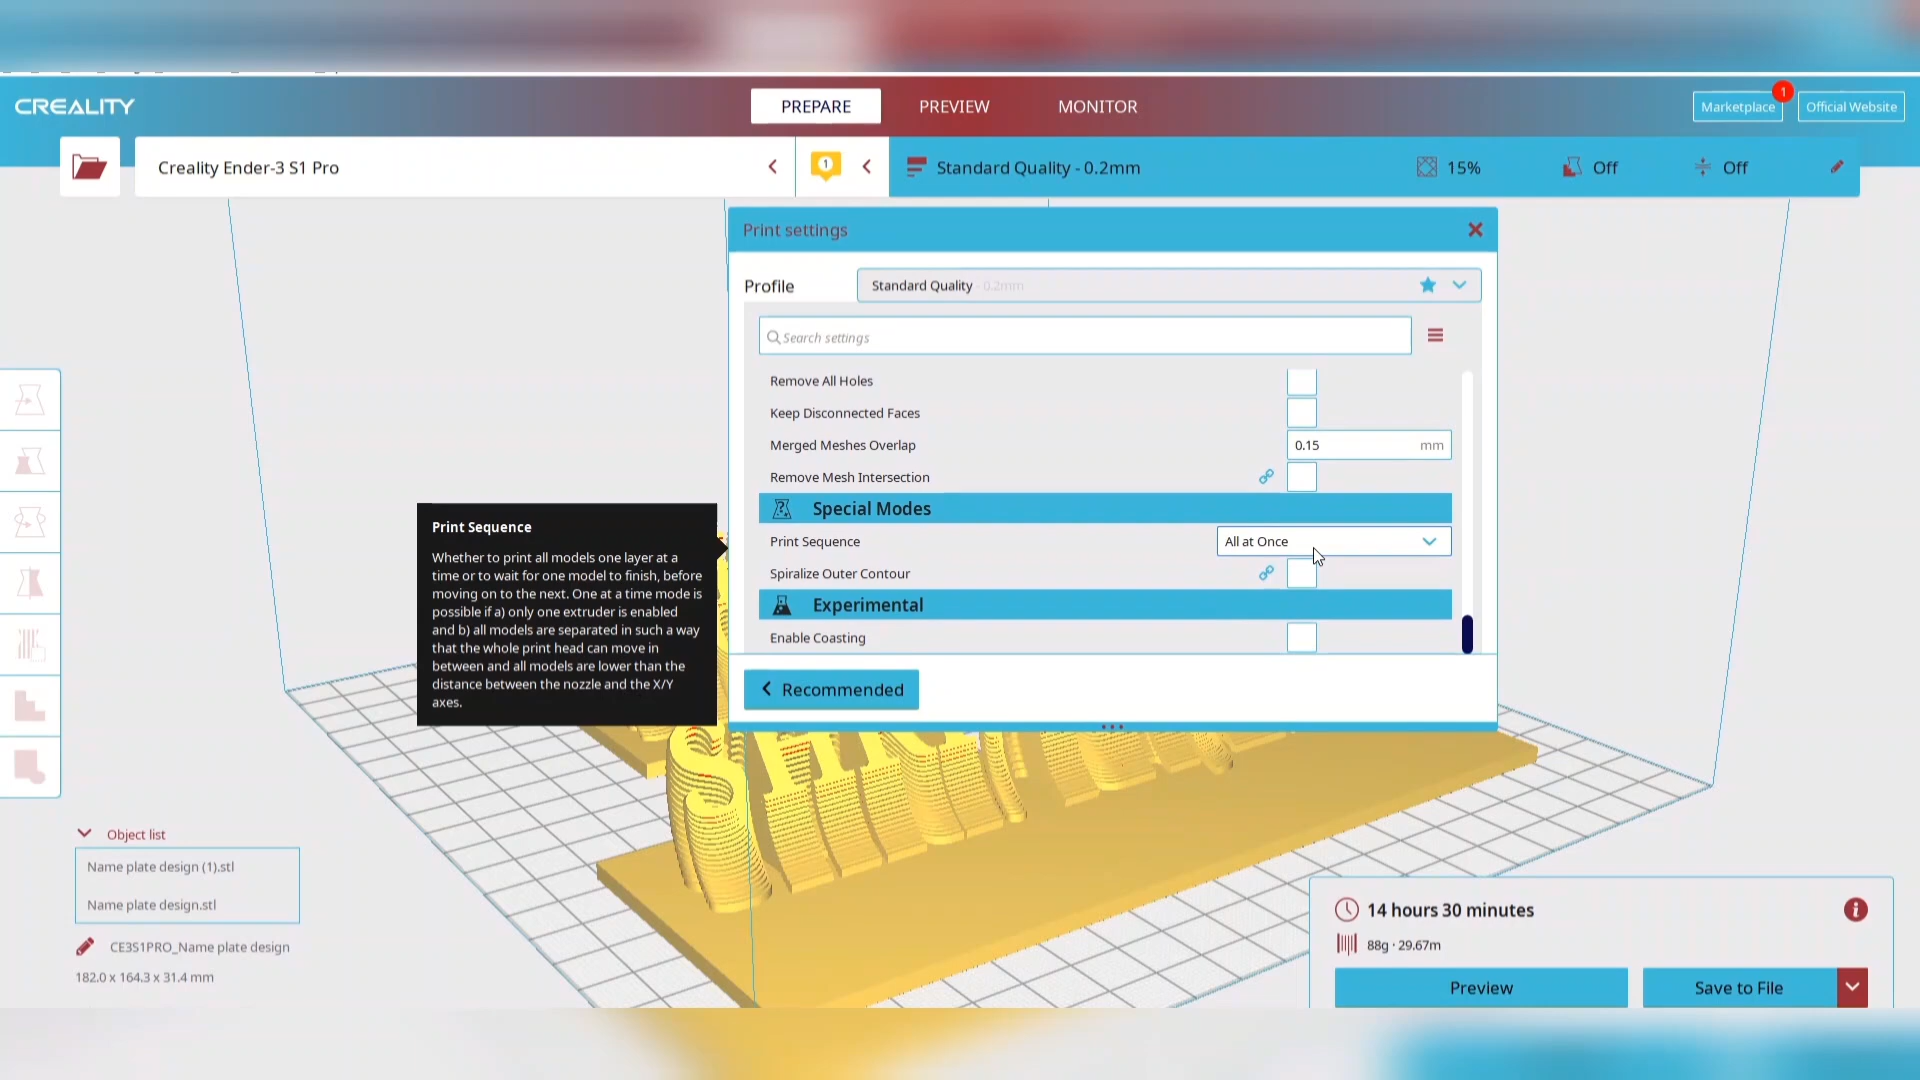 CREALITY
PREPARE
PREVIEW
MONITOR
Marketplace
1
Official Website
Creality Ender-3 S1 Pro
1
Standard Quality - 0.2mm
15%
Off
Off
Print settings
Profile
Standard Quality - 0.2mm
Search settings
Remove All Holes
Keep Disconnected Faces
Merged Meshes Overlap
0.15
mm
Remove Mesh Intersection
Special Modes
Print Sequence
All at Once
Spiralize Outer Contour
Experimental
Enable Coasting
Recommended
Print Sequence
Whether to print all models one layer at a
time or to wait for one model to finish, before
moving on to the next. One at a time mode is
possible if a) only one extruder is enabled
and b) all models are separated in such a way
that the whole print head can move in
between and all models are lower than the
distance between the nozzle and the X/Y
axes.
Object list
Name plate design (1).stl
Name plate design.stl
CE3S1PRO_Name plate design
182.0 x 164.3 x 31.4 mm
14 hours 30 minutes
88g · 29.67m
Preview
Save to File